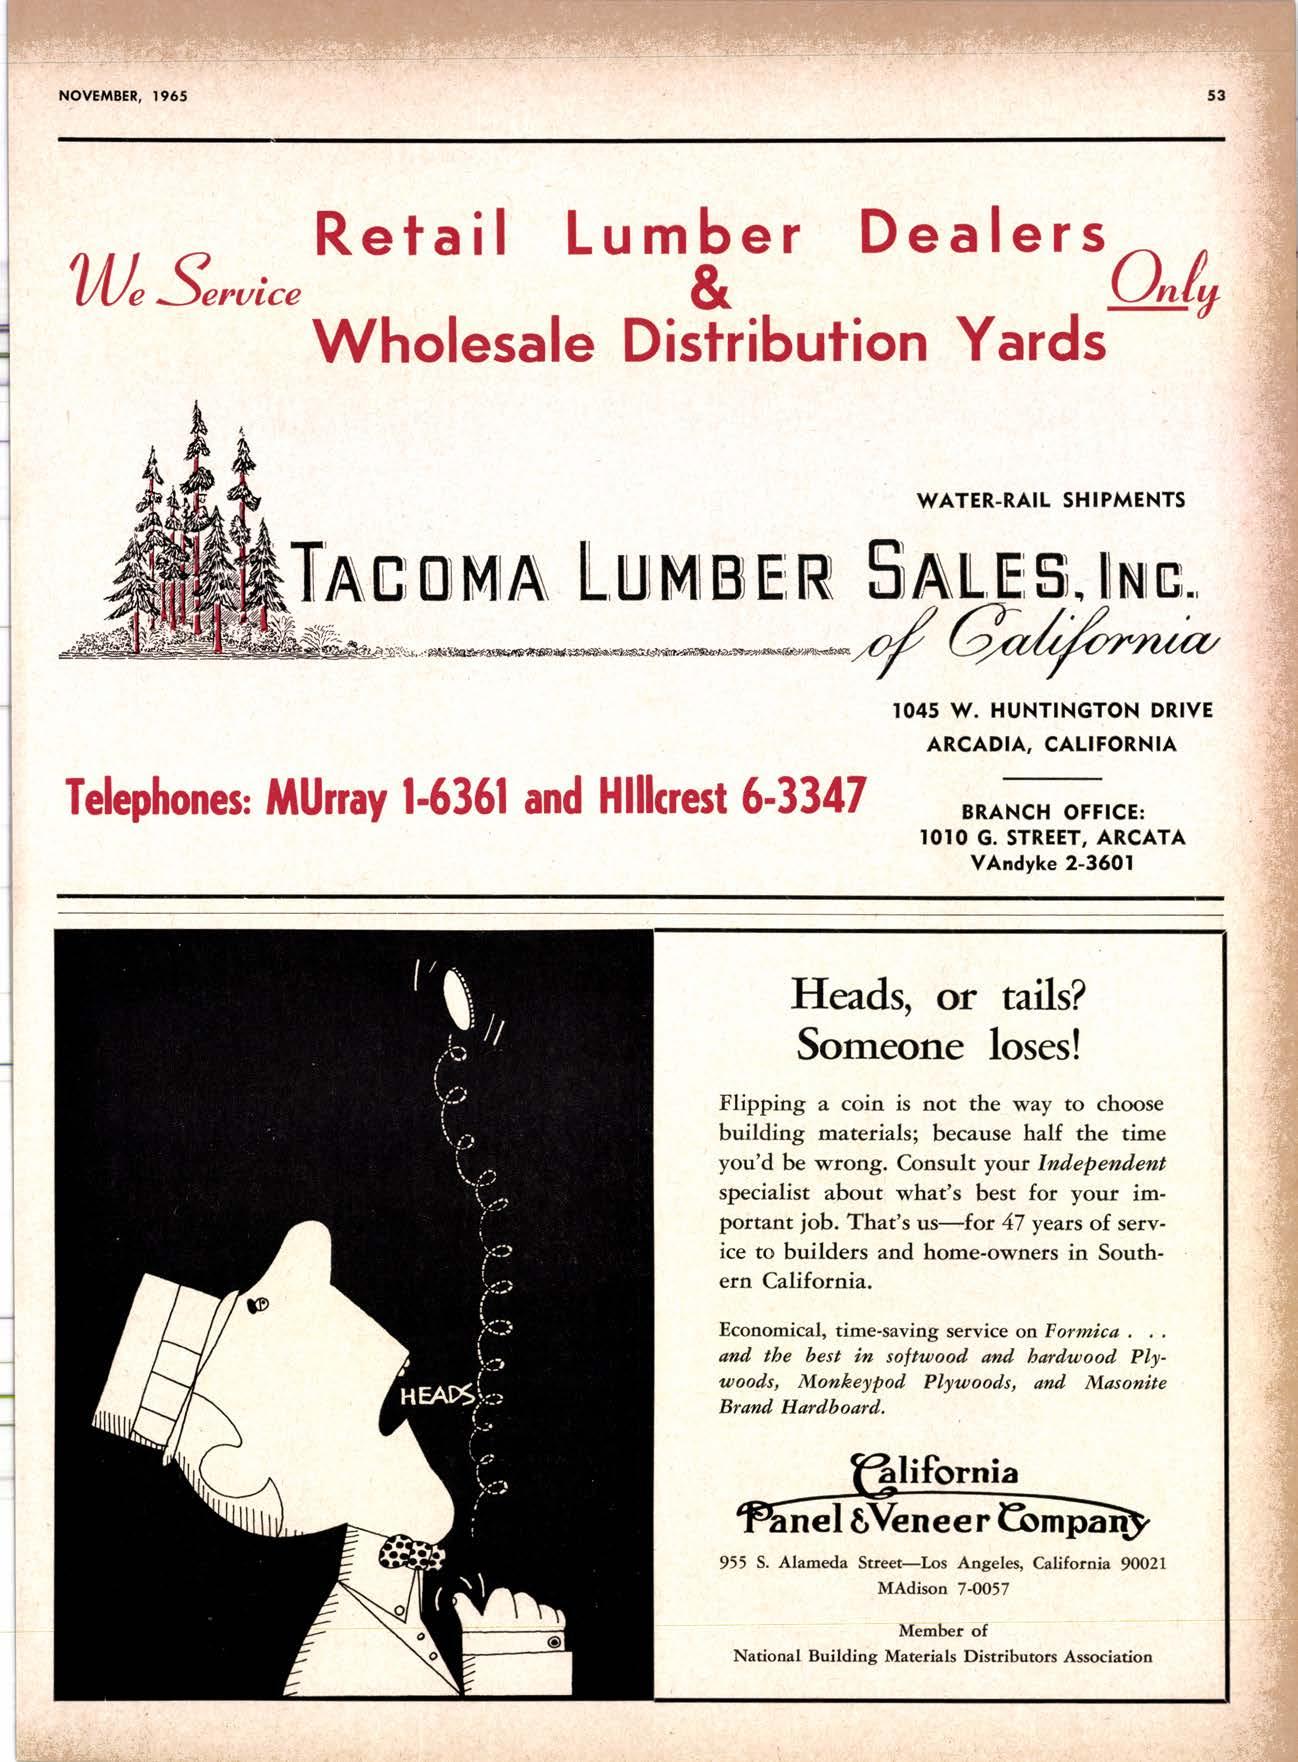 NOVEMBER, 1965 53
Retail Lumber Dealers
We Service & Only
Wholesale Distribution Yards
WATER-RAIL SHIPMENTS
TACOMA LUMBER SALES, INC.
of California
1045 W. HUNTINGTON DRIVE
ARCADIA, CALIFORNIA
Telephones: MUrray 1-6361 and HIllcrest 6-3347
BRANCH OFFICE:
1010 G. STREET, ARCATA
VAndyke 2-3601
HEADS
Heads, or tails?
Someone loses!
Flipping a coin is not the way to choose
building materials; because half the time
you'd be wrong. Consult your Independent
specialist about what's best for your im-
portant job. That's us—for 47 years of serv-
ice to builders and home-owners in South-
ern California.
Economical, time-saving service on Formica . . .
and the best in softwood and hardwood Ply-
woods, Monkeypod Plywoods, and Masonite
Brand Hardboard.
California
Panel & Veneer Company
955 S. Alameda Street—Los Angeles, California 90021
MAdison 7-0057
Member of
National Building Materials Distributors Association